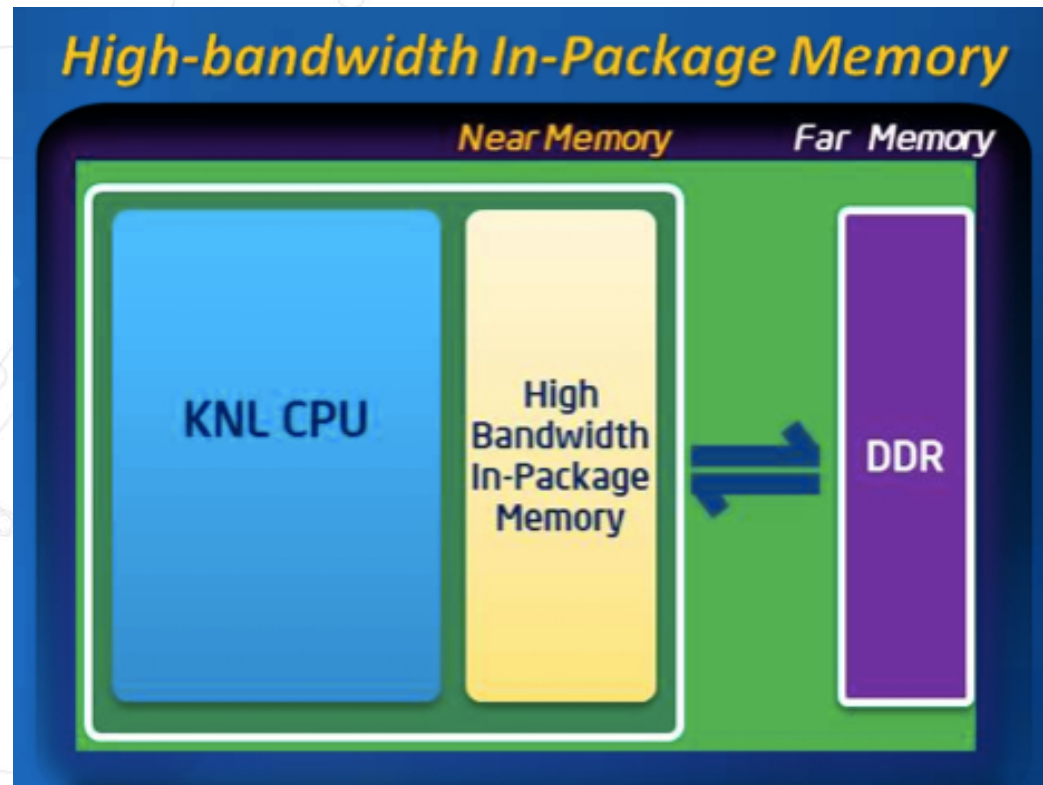 High-bandwidth In-Package Memory
Near Memory
Far Memory
KNL CPU
High
Bandwidth
In-Package
Memory
DDR